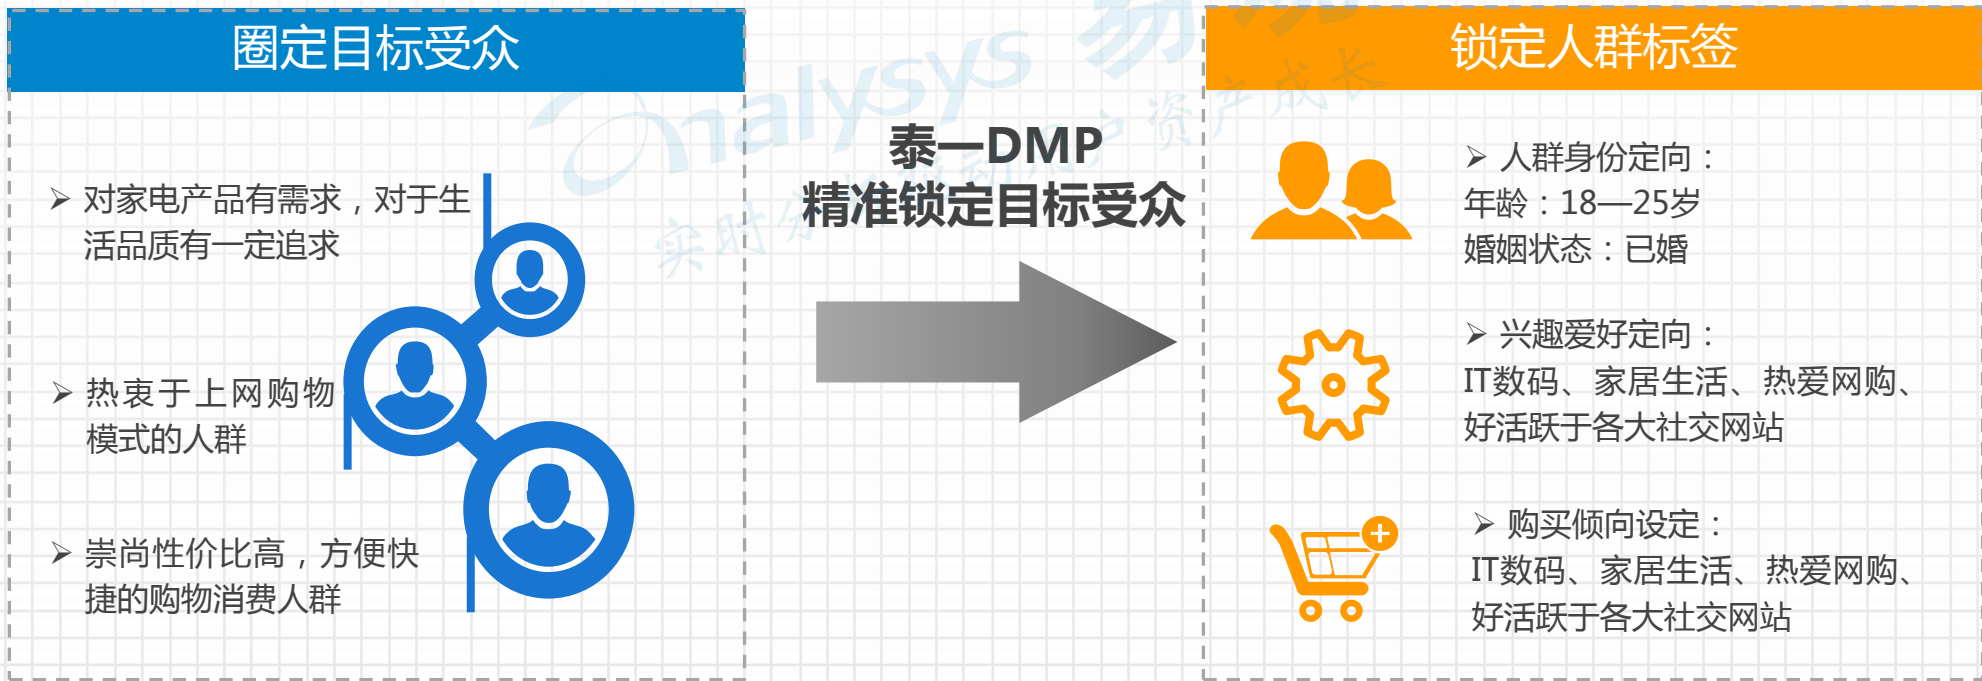 圈定目标受众
➢ 对家电产品有需求，对于生
活品质有一定追求
➢ 热衷于上网购物
模式的人群
➢ 崇尚性价比高，方便快
捷的购物消费人群
泰一DMP
精准锁定目标受众
锁定人群标签
➢ 人群身份定向：
年龄：18—25岁
婚姻状态：已婚
➢ 兴趣爱好定向：
IT数码、家居生活、热爱网购、
好活跃于各大社交网站
➢ 购买倾向设定：
IT数码、家居生活、热爱网购、
好活跃于各大社交网站
analysys 易观